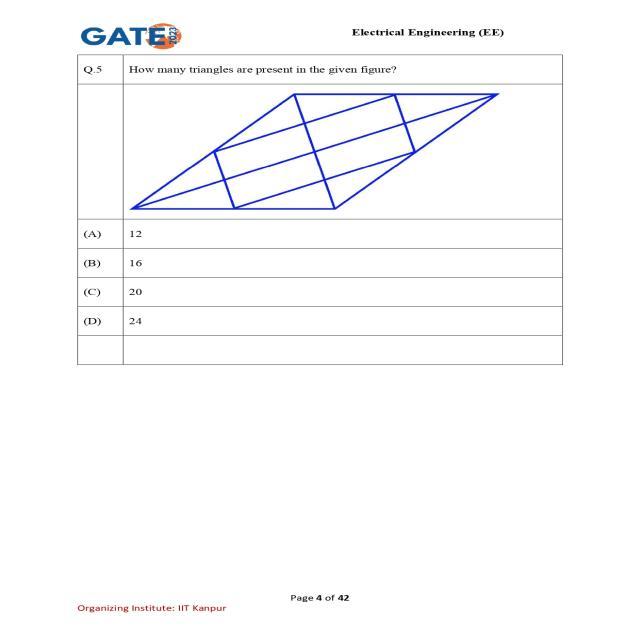 GATE 2023
Electrical Engineering (EE)
Q.5 How many triangles are present in the given figure?
(A) 12
(B) 16
(C) 20
(D) 24
Page 4 of 42
Organizing Institute: IIT Kanpur